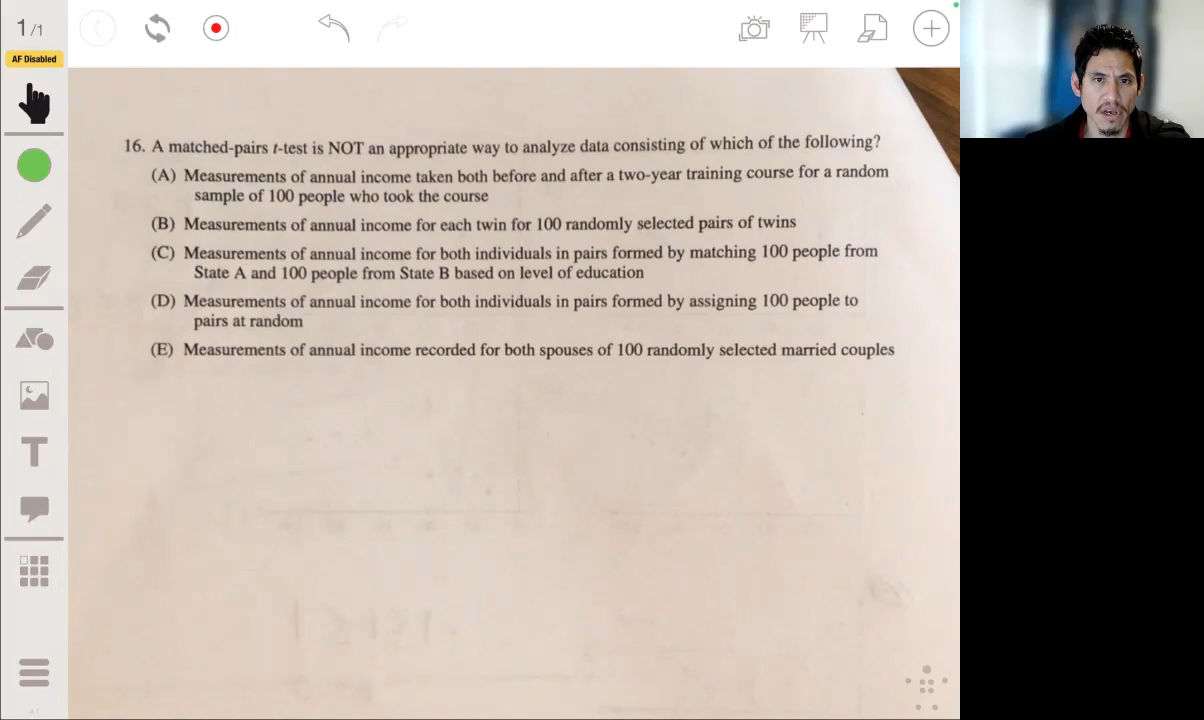 1/1
AF Disabled
16. A matched-pairs t-test is NOT an appropriate way to analyze data consisting of which of the following?
(A) Measurements of annual income taken both before and after a two-year training course for a random
sample of 100 people who took the course
(B) Measurements of annual income for each twin for 100 randomly selected pairs of twins
(C) Measurements of annual income for both individuals in pairs formed by matching 100 people from
State A and 100 people from State B based on level of education
(D) Measurements of annual income for both individuals in pairs formed by assigning 100 people to
pairs at random
(E) Measurements of annual income recorded for both spouses of 100 randomly selected married couples
T